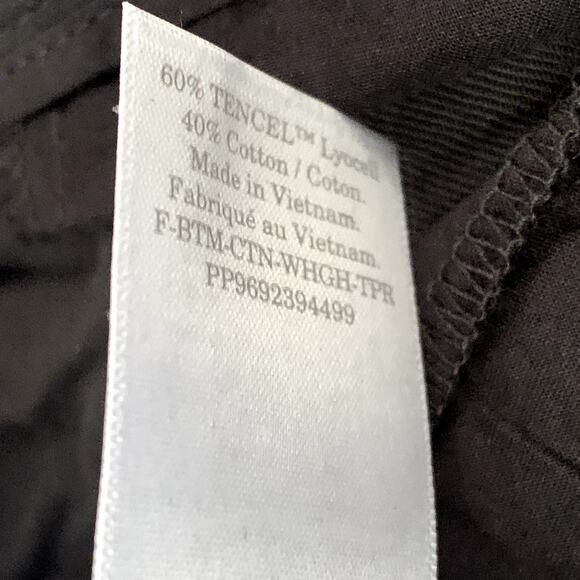 60% TENCEL™ Lyocell
40% Cotton / Coton.
Made in Vietnam.
Fabriqué au Vietnam.
F-BTM-CTN-WHGH-TPR
PP9692394499